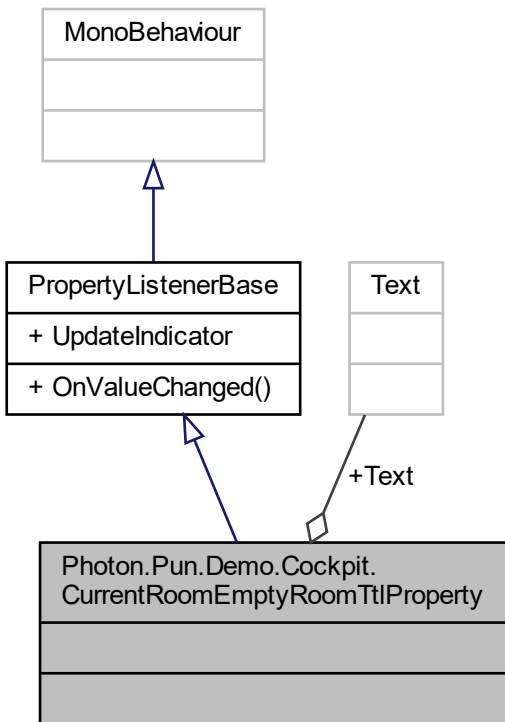 MonoBehaviour
PropertyListenerBase
+ UpdateIndicator
+ OnValueChanged()
Text
+Text
Photon.Pun.Demo.Cockpit.
CurrentRoomEmptyRoomTtlProperty